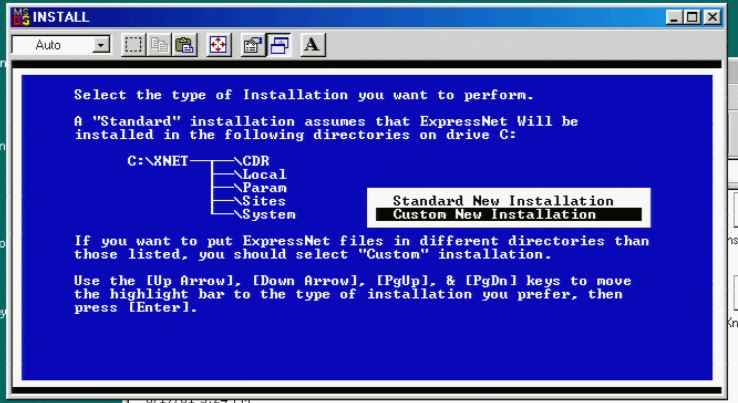 INSTALL
Auto
A
Select the type of Installation you want to perform.
A "Standard" installation assumes that ExpressNet Will be
installed in the following directories on drive C:
C:\XNET
\CDR
\Local
\Param
\Sites
\System
Standard New Installation
Custom New Installation
If you want to put ExpressNet files in different directories than
those listed, you should select "Custom" installation.
Use the [Up Arrow], [Down Arrow], [PgUp], & [PgDn] keys to move
the highlight bar to the type of installation you prefer, then
press [Enter].